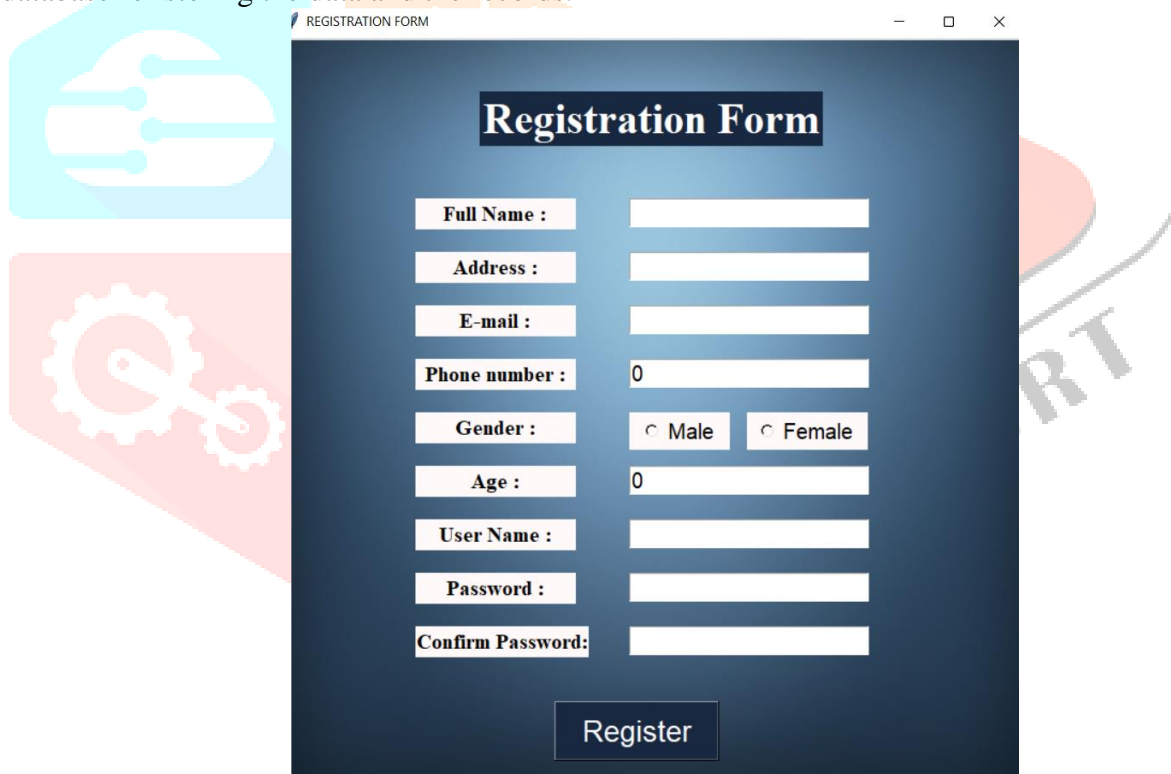 REGISTRATION FORM
Registration Form
Full Name :
Address :
E-mail :
Phone number : 0
Gender : Male Female
Age : 0
User Name :
Password :
Confirm Password:
Register